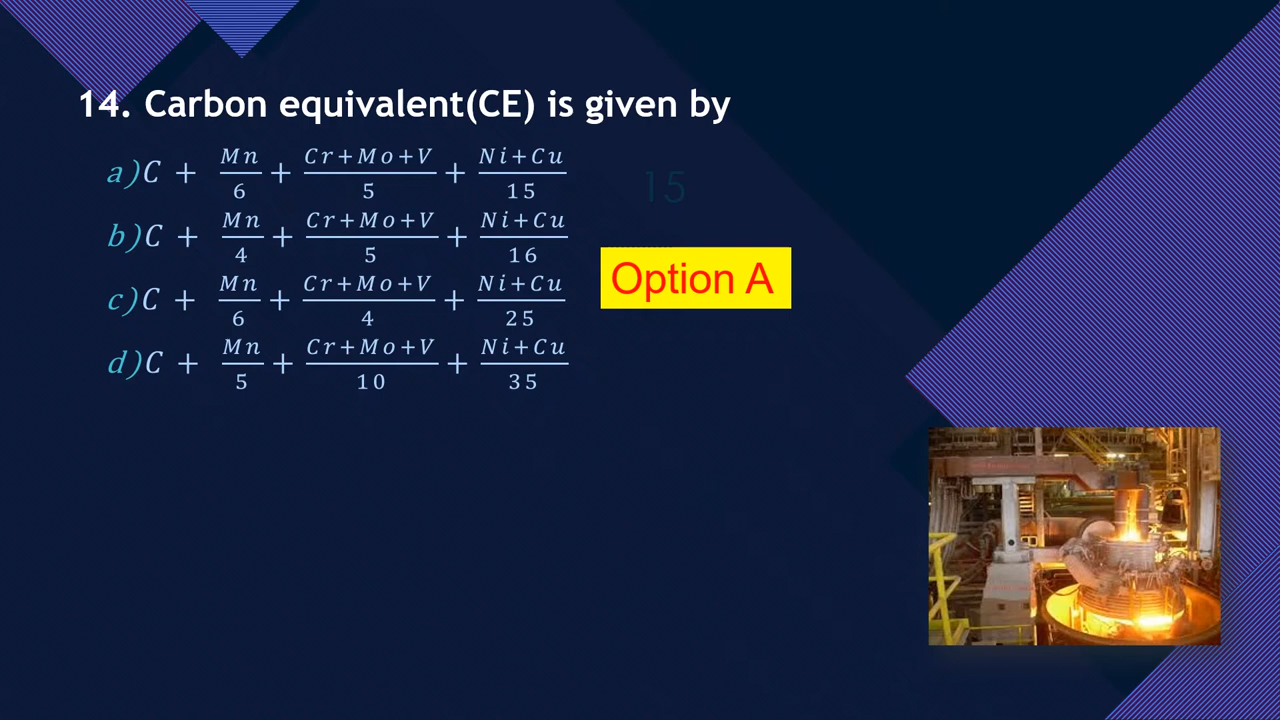 14. Carbon equivalent(CE) is given by
a) C + Mn/6 + Cr+Mo+V/5 + Ni+Cu/15
15
b) C + Mn/4 + Cr+Mo+V/5 + Ni+Cu/16
Option A
c) C + Mn/6 + Cr+Mo+V/4 + Ni+Cu/25
d) C + Mn/5 + Cr+Mo+V/10 + Ni+Cu/35